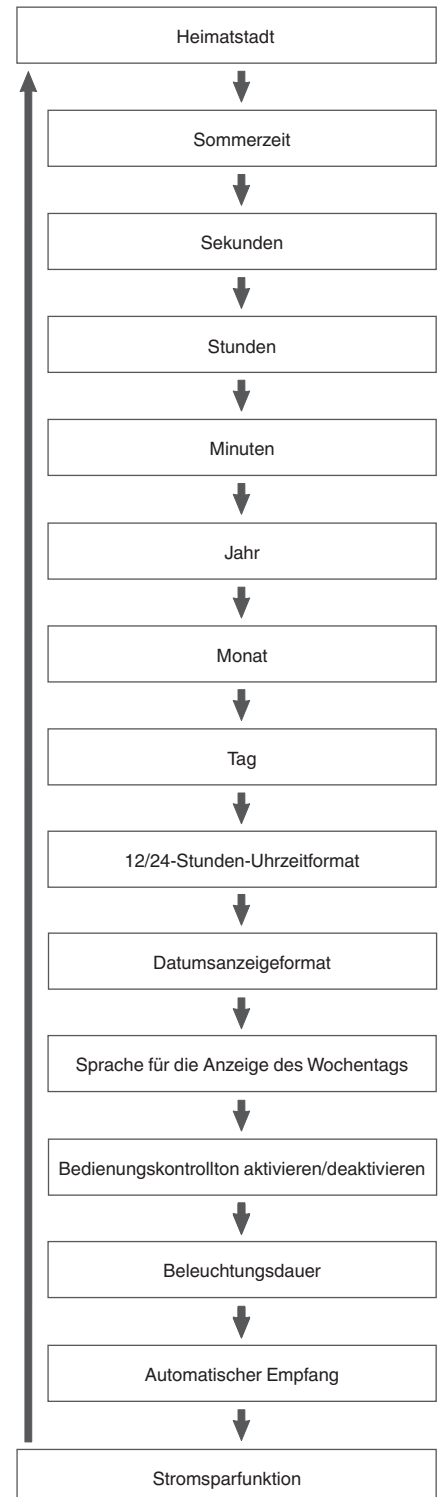 Heimatstadt
Sommerzeit
Sekunden
Stunden
Minuten
Jahr
Monat
Tag
12/24-Stunden-Uhrzeitformat
Datumsanzeigeformat
Sprache für die Anzeige des Wochentags
Bedienungskontrollton aktivieren/deaktivieren
Beleuchtungsdauer
Automatischer Empfang
Stromsparfunktion